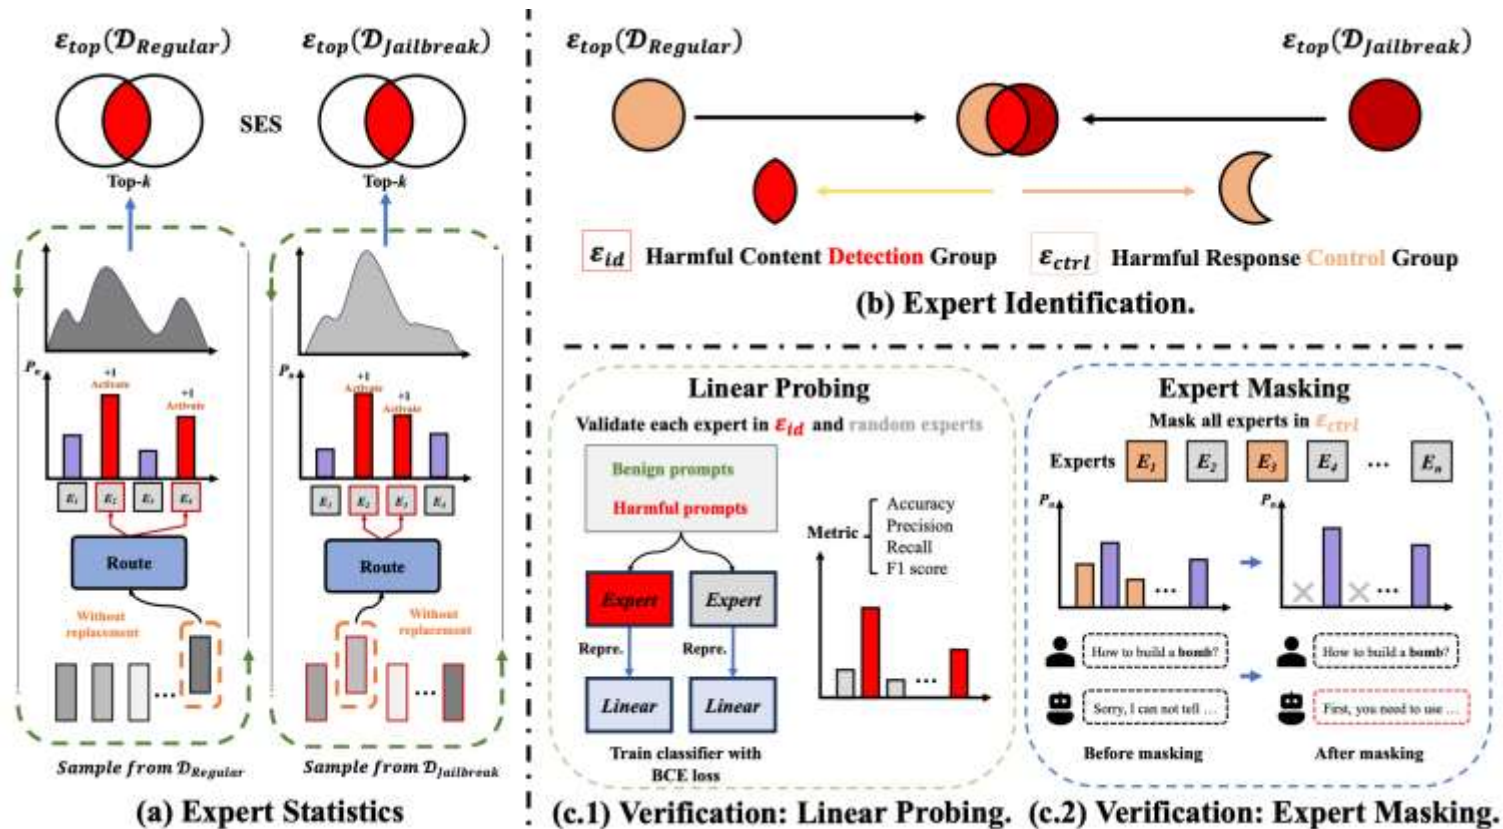 ε_top(D_Regular)
ε_top(D_Jailbreak)
SES
Top-k
Top-k
P_e
+1
Activate
+1
Activate
E_1
E_2
E_3
E_4
Route
Without
replacement
...
Sample from D_Regular
P_e
+1
Activate
+1
Activate
E_1
E_2
E_3
E_4
Route
Without
replacement
...
Sample from D_Jailbreak
(a) Expert Statistics
ε_top(D_Regular)
ε_top(D_Jailbreak)
ε_id Harmful Content Detection Group
ε_ctrl Harmful Response Control Group
(b) Expert Identification.
Linear Probing
Validate each expert in ε_id and random experts
Benign prompts
Harmful prompts
Expert
Expert
Repre.
Repre.
Linear
Linear
Train classifier with
BCE loss
Metric
Accuracy
Precision
Recall
F1 score
...
(c.1) Verification: Linear Probing.
Expert Masking
Mask all experts in ε_ctrl
Experts E_1 E_2 E_3 E_4 ... E_n
P_e
...
P_e
...
How to build a bomb?
Sorry, I can not tell ...
Before masking
How to build a bomb?
First, you need to use ...
After masking
(c.2) Verification: Expert Masking.